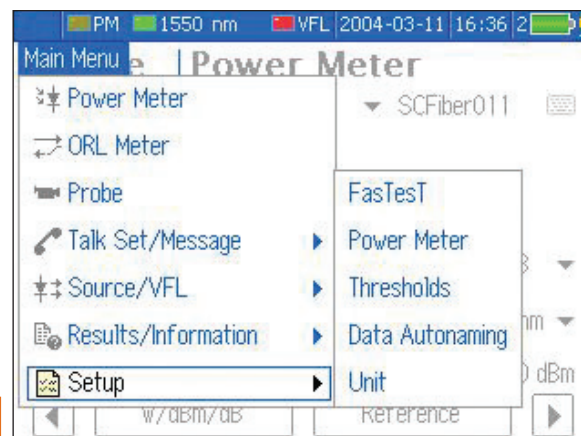 PM 1550 nm VFL 2004-03-11 16:36 2
Main Menu e | Power Meter
Power Meter
SCFiber011
ORL Meter
Probe
FasTesT
Talk Set/Message
Power Meter
Source/VFL
Thresholds
Results/Information
Data Autonaming
nm
Setup
Unit
dBm
W/dBm/dB
Reference